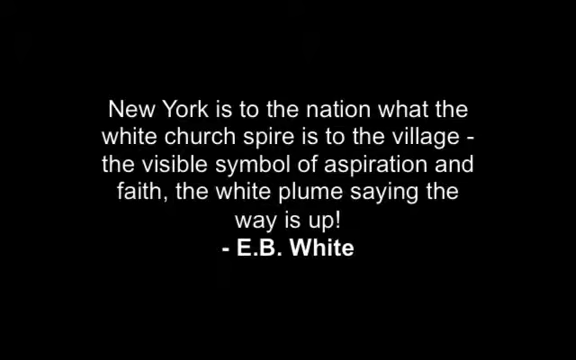 New York is to the nation what the
white church spire is to the village -
the visible symbol of aspiration and
faith, the white plume saying the
way is up!
- E.B. White